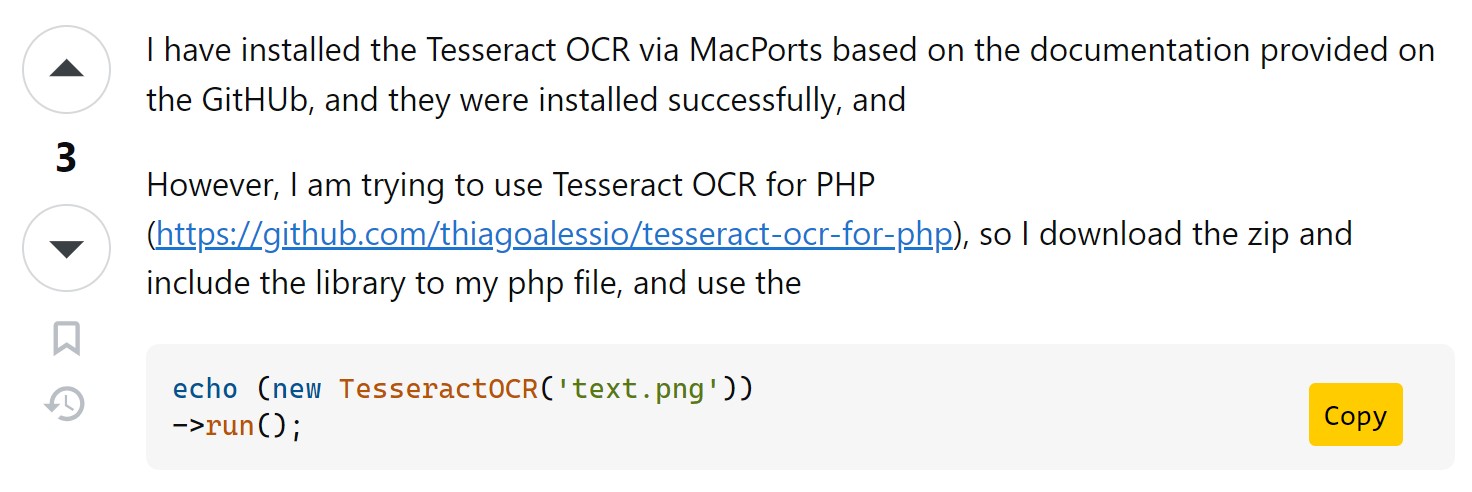 I have installed the Tesseract OCR via MacPorts based on the documentation provided on
the GitHUb, and they were installed successfully, and
3
However, I am trying to use Tesseract OCR for PHP
(https://github.com/thiagoalessio/tesseract-ocr-for-php), so I download the zip and
include the library to my php file, and use the
echo (new TesseractOCR('text.png'))
->run();
Copy